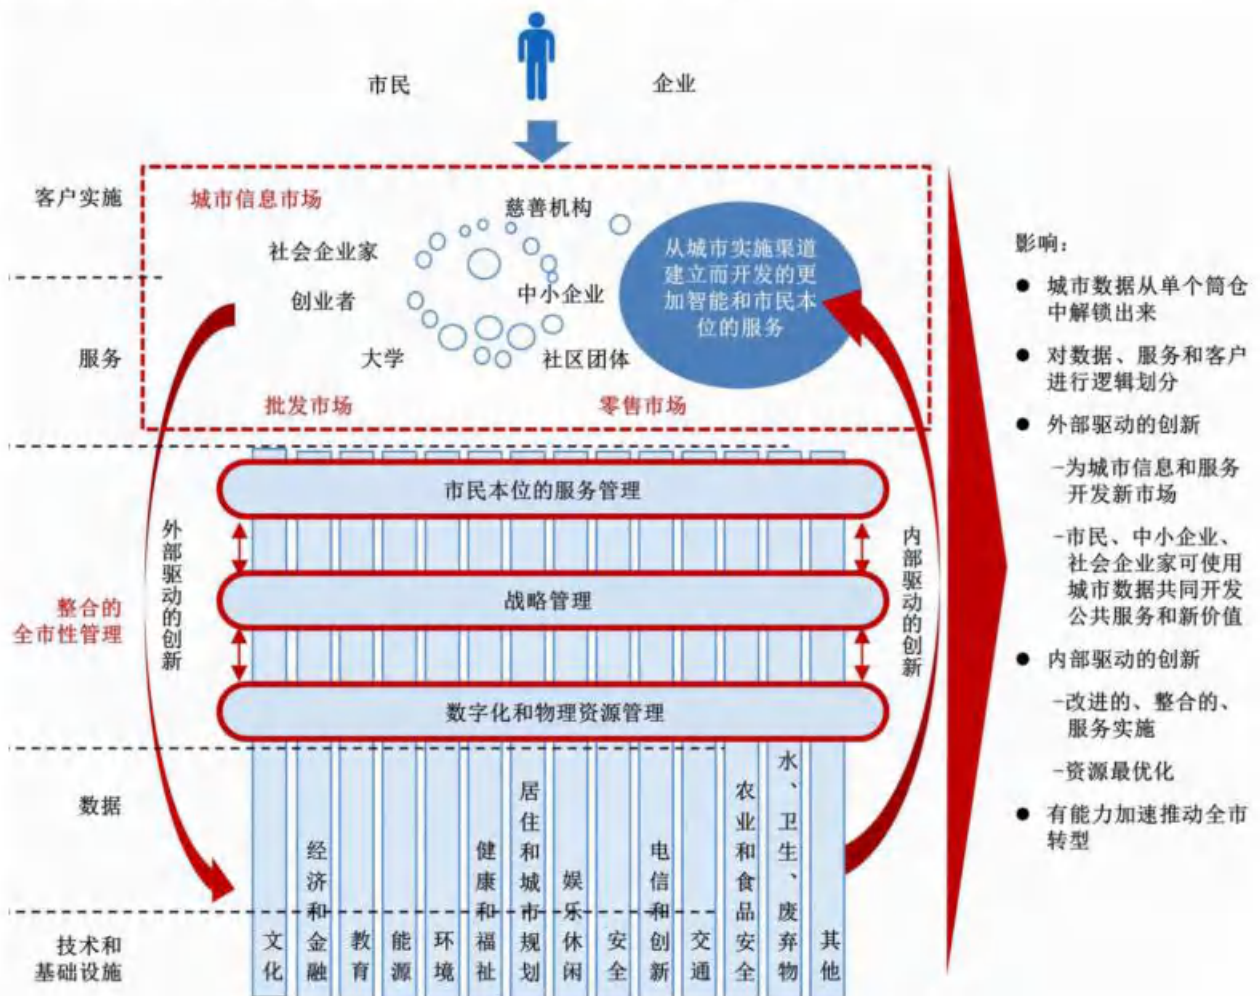 市民
企业
客户实施
城市信息市场
慈善机构
社会企业家
创业者
中小企业
大学
社区团体
从城市实施渠道
建立而开发的更
加智能和市民本
位的服务
服务
批发市场
零售市场
市民本位的服务管理
外部驱动的创新
内部驱动的创新
战略管理
整合的
全市性管理
数字化和物理资源管理
数据
技术和
基础设施
文化
经济和金融
教育
能源
环境
健康和福祉
居住和城市规划
娱乐休闲
安全
电信和创新
交通
农业和食品安全
水、卫生、废弃物
其他
影响：
● 城市数据从单个筒仓
中解锁出来
● 对数据、服务和客户
进行逻辑划分
● 外部驱动的创新
-为城市信息和服务
开发新市场
-市民、中小企业、
社会企业家可使用
城市数据共同开发
公共服务和新价值
● 内部驱动的创新
-改进的、整合的、
服务实施
-资源最优化
● 有能力加速推动全市
转型